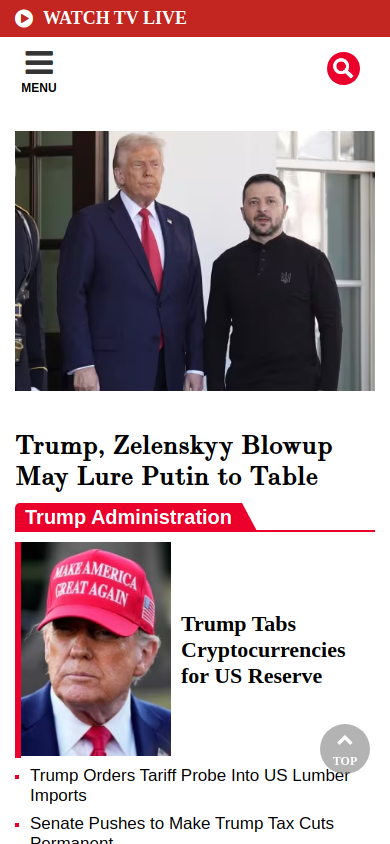 WATCH TV LIVE
MENU
Trump, Zelenskyy Blowup
May Lure Putin to Table
Trump Administration
MAKE AMERICA
GREAT AGAIN
Trump Tabs
Cryptocurrencies
for US Reserve
TOP
Trump Orders Tariff Probe Into US Lumber
Imports
Senate Pushes to Make Trump Tax Cuts
Permanent